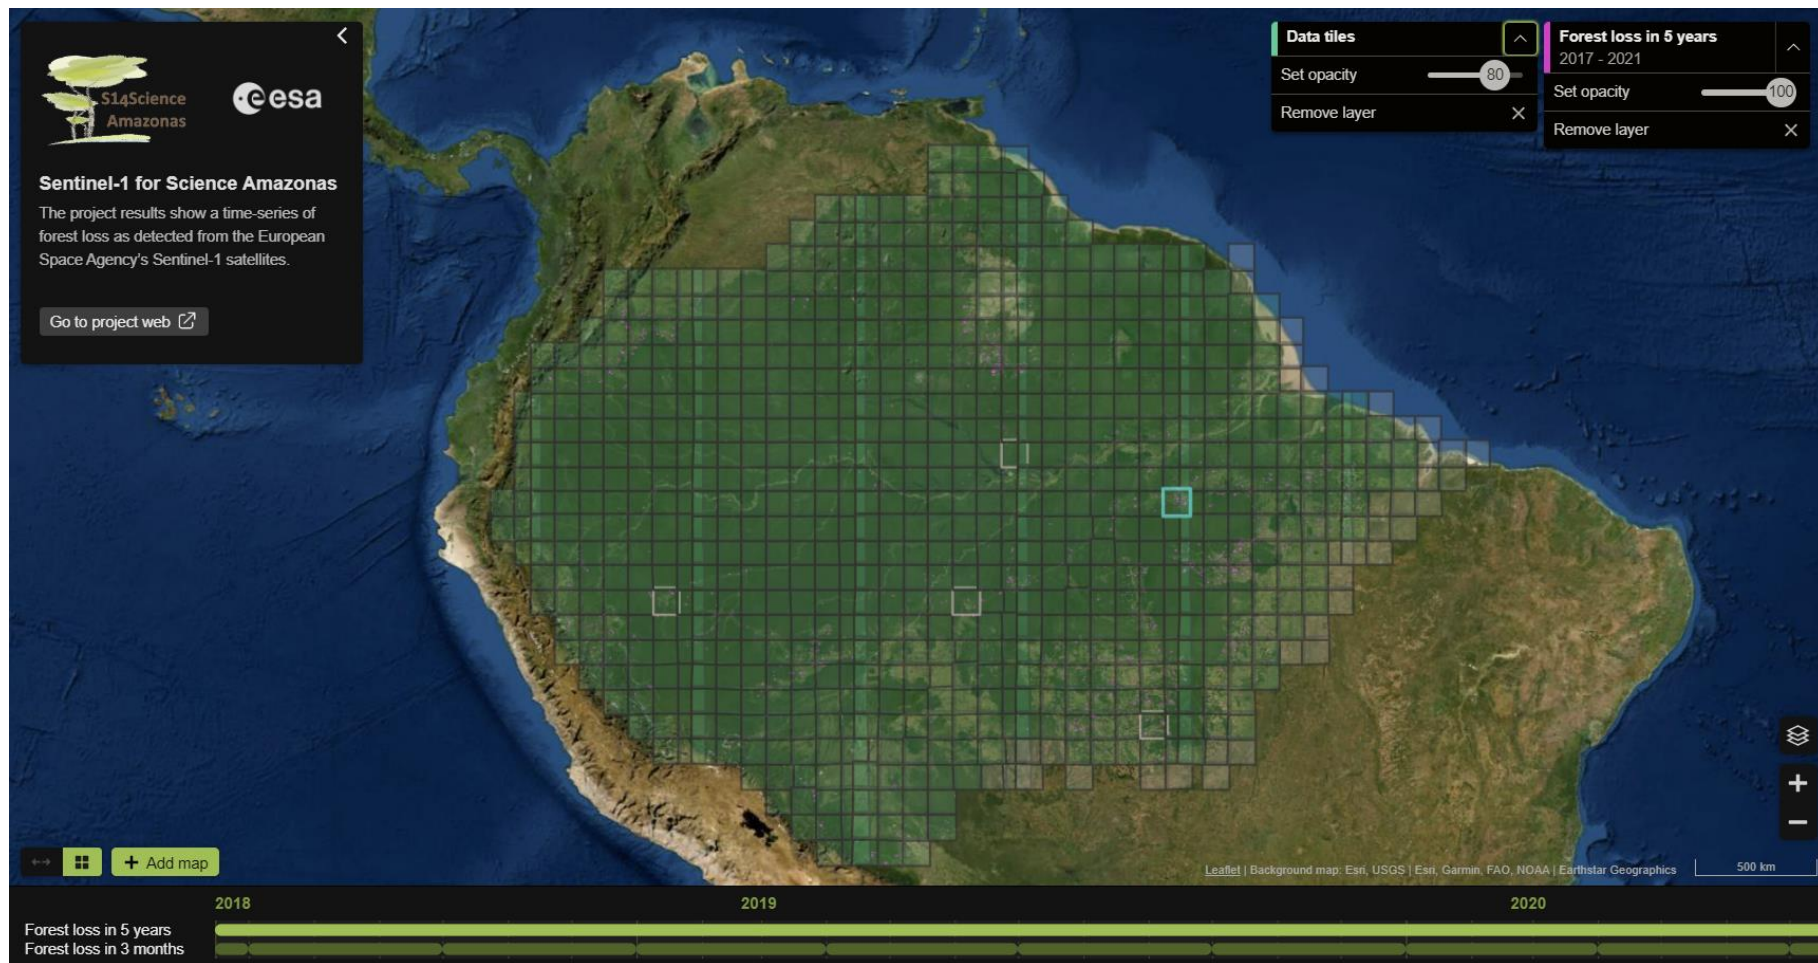 S14Science
Amazonas
esa
Sentinel-1 for Science Amazonas
The project results show a time-series of
forest loss as detected from the European
Space Agency's Sentinel-1 satellites.
Go to project web
Data tiles
Set opacity 80
Remove layer
Forest loss in 5 years
2017 - 2021
Set opacity 100
Remove layer
+ Add map
Leaflet | Background map: Esri, USGS | Esri, Garmin, FAO, NOAA | Earthstar Geographics
500 km
2018 2019 2020
Forest loss in 5 years
Forest loss in 3 months